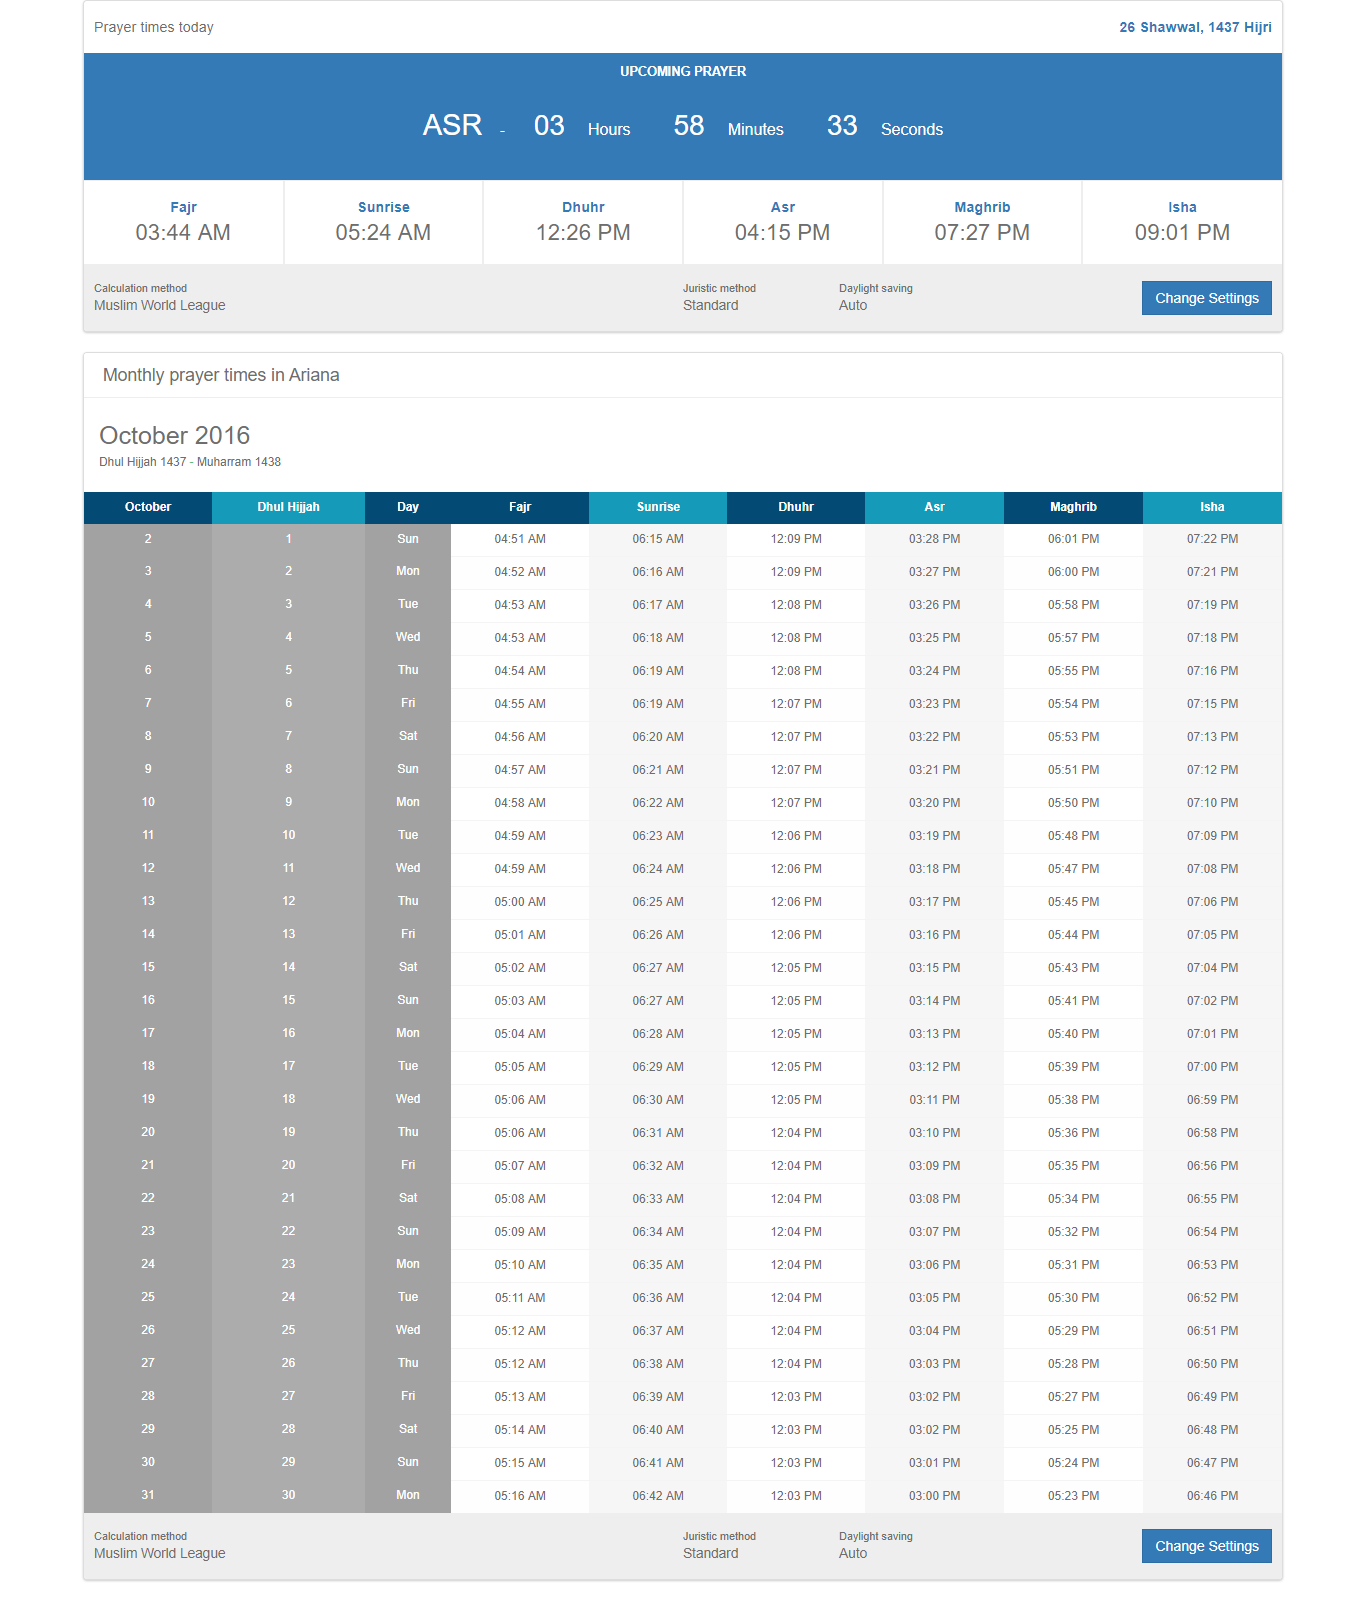 Prayer times today 26 Shawwal, 1437 Hijri
UPCOMING PRAYER
ASR - 03 Hours 58 Minutes 33 Seconds
Fajr Sunrise Dhuhr Asr Maghrib Isha
03:44 AM 05:24 AM 12:26 PM 04:15 PM 07:27 PM 09:01 PM
Calculation method Juristic method Daylight saving
Muslim World League Standard Auto Change Settings
Monthly prayer times in Ariana
October 2016
Dhul Hijjah 1437 - Muharram 1438
October Dhul Hijjah Day Fajr Sunrise Dhuhr Asr Maghrib Isha
2 1 Sun 04:51 AM 06:15 AM 12:09 PM 03:28 PM 06:01 PM 07:22 PM
3 2 Mon 04:52 AM 06:16 AM 12:09 PM 03:27 PM 06:00 PM 07:21 PM
4 3 Tue 04:53 AM 06:17 AM 12:08 PM 03:26 PM 05:58 PM 07:19 PM
5 4 Wed 04:53 AM 06:18 AM 12:08 PM 03:25 PM 05:57 PM 07:18 PM
6 5 Thu 04:54 AM 06:19 AM 12:08 PM 03:24 PM 05:55 PM 07:16 PM
7 6 Fri 04:55 AM 06:19 AM 12:07 PM 03:23 PM 05:54 PM 07:15 PM
8 7 Sat 04:56 AM 06:20 AM 12:07 PM 03:22 PM 05:53 PM 07:13 PM
9 8 Sun 04:57 AM 06:21 AM 12:07 PM 03:21 PM 05:51 PM 07:12 PM
10 9 Mon 04:58 AM 06:22 AM 12:07 PM 03:20 PM 05:50 PM 07:10 PM
11 10 Tue 04:59 AM 06:23 AM 12:06 PM 03:19 PM 05:48 PM 07:09 PM
12 11 Wed 04:59 AM 06:24 AM 12:06 PM 03:18 PM 05:47 PM 07:08 PM
13 12 Thu 05:00 AM 06:25 AM 12:06 PM 03:17 PM 05:45 PM 07:06 PM
14 13 Fri 05:01 AM 06:26 AM 12:06 PM 03:16 PM 05:44 PM 07:05 PM
15 14 Sat 05:02 AM 06:27 AM 12:05 PM 03:15 PM 05:43 PM 07:04 PM
16 15 Sun 05:03 AM 06:27 AM 12:05 PM 03:14 PM 05:41 PM 07:02 PM
17 16 Mon 05:04 AM 06:28 AM 12:05 PM 03:13 PM 05:40 PM 07:01 PM
18 17 Tue 05:05 AM 06:29 AM 12:05 PM 03:12 PM 05:39 PM 07:00 PM
19 18 Wed 05:06 AM 06:30 AM 12:05 PM 03:11 PM 05:38 PM 06:59 PM
20 19 Thu 05:06 AM 06:31 AM 12:04 PM 03:10 PM 05:36 PM 06:58 PM
21 20 Fri 05:07 AM 06:32 AM 12:04 PM 03:09 PM 05:35 PM 06:56 PM
22 21 Sat 05:08 AM 06:33 AM 12:04 PM 03:08 PM 05:34 PM 06:55 PM
23 22 Sun 05:09 AM 06:34 AM 12:04 PM 03:07 PM 05:32 PM 06:54 PM
24 23 Mon 05:10 AM 06:35 AM 12:04 PM 03:06 PM 05:31 PM 06:53 PM
25 24 Tue 05:11 AM 06:36 AM 12:04 PM 03:05 PM 05:30 PM 06:52 PM
26 25 Wed 05:12 AM 06:37 AM 12:04 PM 03:04 PM 05:29 PM 06:51 PM
27 26 Thu 05:12 AM 06:38 AM 12:04 PM 03:03 PM 05:28 PM 06:50 PM
28 27 Fri 05:13 AM 06:39 AM 12:03 PM 03:02 PM 05:27 PM 06:49 PM
29 28 Sat 05:14 AM 06:40 AM 12:03 PM 03:02 PM 05:25 PM 06:48 PM
30 29 Sun 05:15 AM 06:41 AM 12:03 PM 03:01 PM 05:24 PM 06:47 PM
31 30 Mon 05:16 AM 06:42 AM 12:03 PM 03:00 PM 05:23 PM 06:46 PM
Calculation method Juristic method Daylight saving
Muslim World League Standard Auto Change Settings